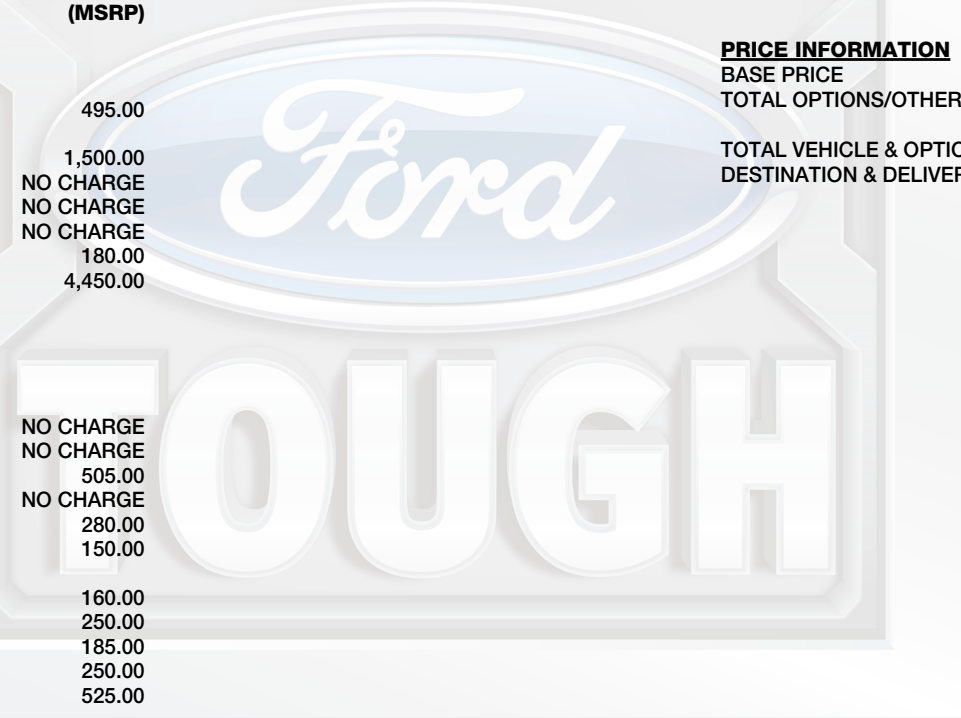 (MSRP)
495.00
1,500.00
NO CHARGE
NO CHARGE
NO CHARGE
180.00
4,450.00
NO CHARGE
NO CHARGE
505.00
NO CHARGE
280.00
150.00
160.00
250.00
185.00
250.00
525.00
PRICE INFORMATION
BASE PRICE
TOTAL OPTIONS/OTHER
TOTAL VEHICLE & OPTIO
DESTINATION & DELIVER
Ford
TOUGH